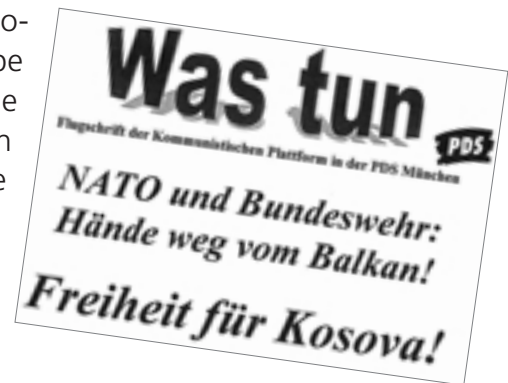 o-
be
e
n
e
Was tun
Flugschrift der Kommunistischen Plattform in der PDS München
PDS
NATO und Bundeswehr:
Hände weg vom Balkan!
Freiheit für Kosova!